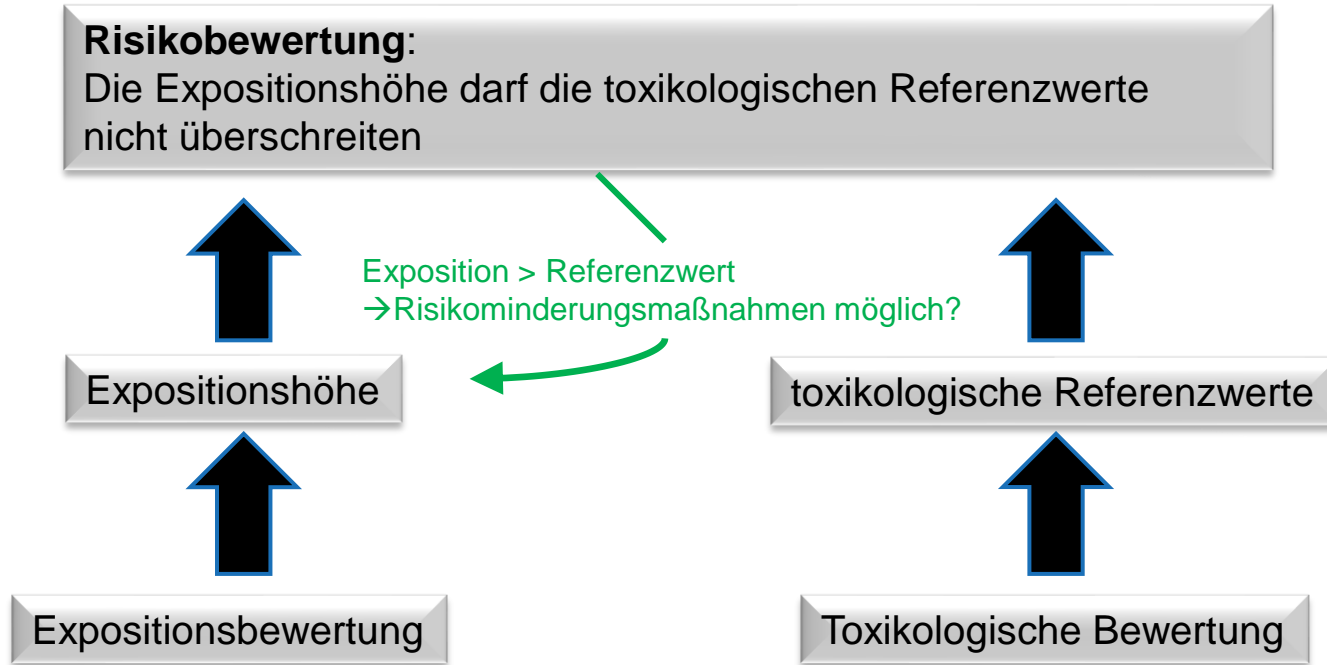 Risikobewertung:
Die Expositionshöhe darf die toxikologischen Referenzwerte
nicht überschreiten
Exposition > Referenzwert
→Risikominderungsmaßnahmen möglich?
Expositionshöhe
toxikologische Referenzwerte
Expositionsbewertung
Toxikologische Bewertung